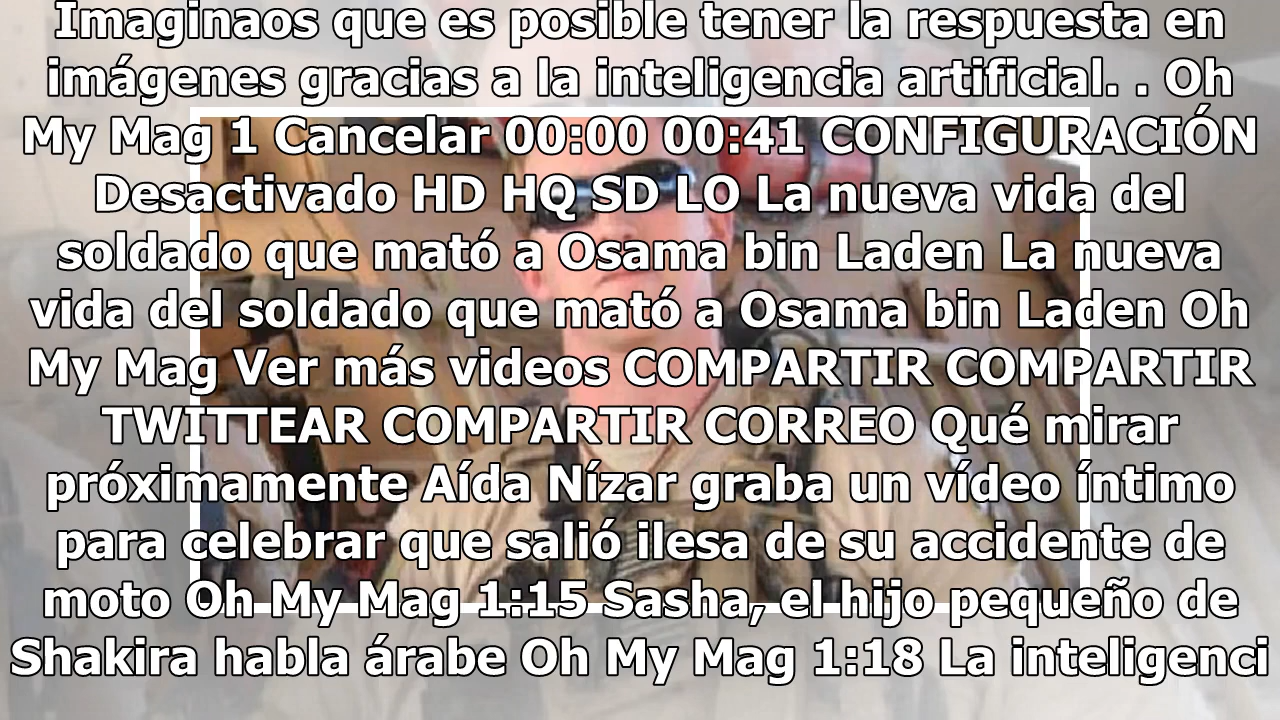 Imaginaos que es posible tener la respuesta en
imágenes gracias a la inteligencia artificial. . Oh
My Mag 1 Cancelar 00:00 00:41 CONFIGURACIÓN
Desactivado HD HQ SD LO La nueva vida del
soldado que mató a Osama bin Laden La nueva
vida del soldado que mató a Osama bin Laden Oh
My Mag Ver más videos COMPARTIR COMPARTIR
TWITTEAR COMPARTIR CORREO Qué mirar
próximamente Aída Nízar graba un vídeo íntimo
para celebrar que salió ilesa de su accidente de
moto Oh My Mag 1:15 Sasha, el hijo pequeño de
Shakira habla árabe Oh My Mag 1:18 La inteligenci